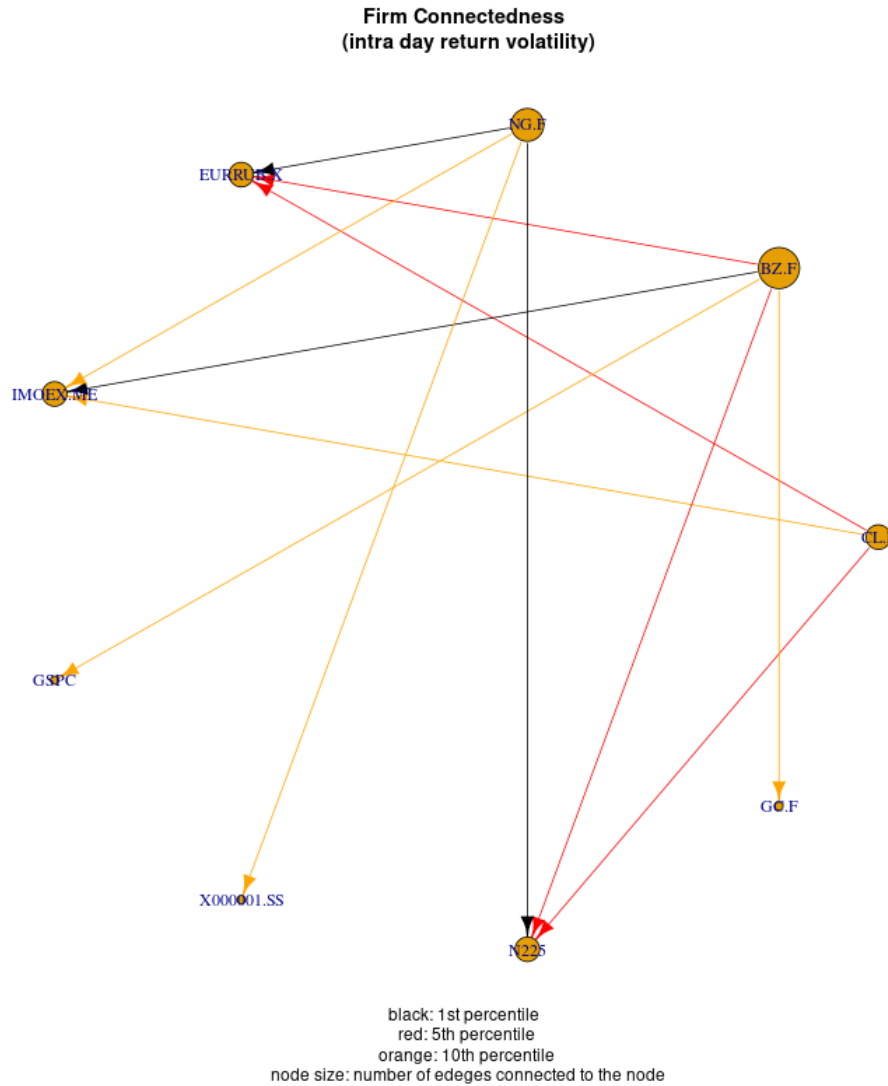 Firm Connectedness
(intra day return volatility)
NG.F
EURRUB.X
BZ.F
IMOEX.ME
CL.
GSPC
GC.F
X000001.SS
N225
black: 1st percentile
red: 5th percentile
orange: 10th percentile
node size: number of edeges connected to the node